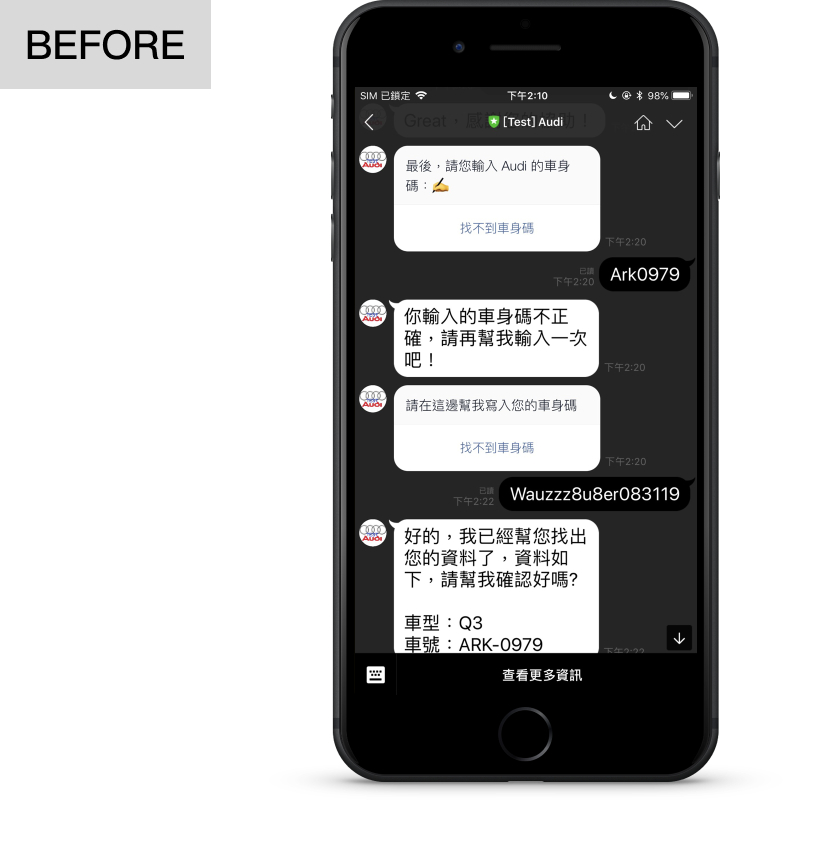 BEFORE
SIM 已鎖定
下午2:10
98%
Great，感
[Test] Audi
最後，請您輸入 Audi 的車身
碼：✍️
找不到車身碼
下午2:20
已讀
下午2:20
Ark0979
你輸入的車身碼不正
確，請再幫我輸入一次
吧！
下午2:20
請在這邊幫我寫入您的車身碼
找不到車身碼
下午2:20
已讀
下午2:22
Wauzzz8u8er083119
好的，我已經幫您找出
您的資料了，資料如
下，請幫我確認好嗎?
車型：Q3
車號：ARK-0979
下午2:22
查看更多資訊